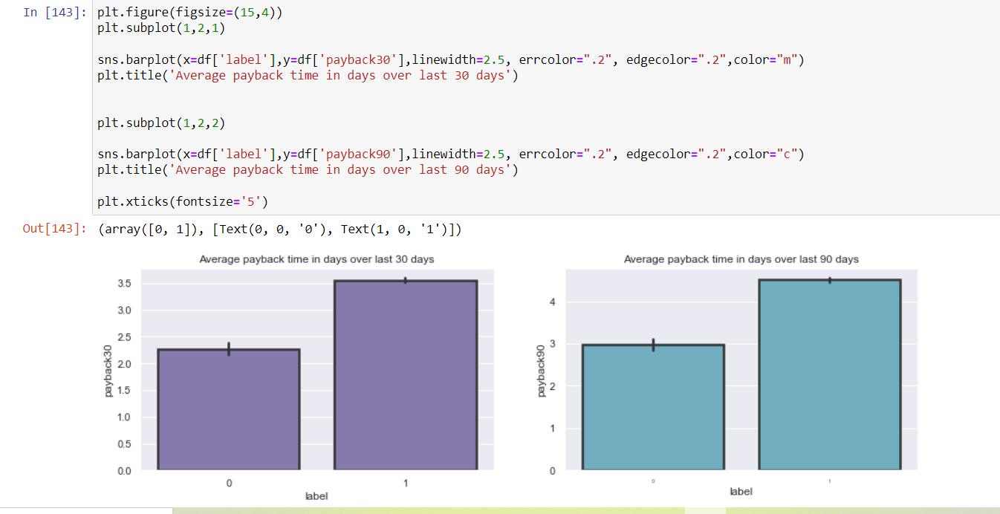 In [143]: plt.figure(figsize=(15,4))
plt.subplot(1,2,1)
sns.barplot(x=df['label'],y=df['payback30'],linewidth=2.5, errcolor=".2", edgecolor=".2",color="m")
plt.title('Average payback time in days over last 30 days')
plt.subplot(1,2,2)
sns.barplot(x=df['label'],y=df['payback90'],linewidth=2.5, errcolor=".2", edgecolor=".2",color="c")
plt.title('Average payback time in days over last 90 days')
plt.xticks(fontsize='5')
Out[143]: (array([0, 1]), [Text(0, 0, '0'), Text(1, 0, '1')])
Average payback time in days over last 30 days
3.5
3.0
2.5
2.0
1.5
1.0
0.5
0.0
payback30
0 1
label
Average payback time in days over last 90 days
4
3
2
1
0
payback90
0 1
label